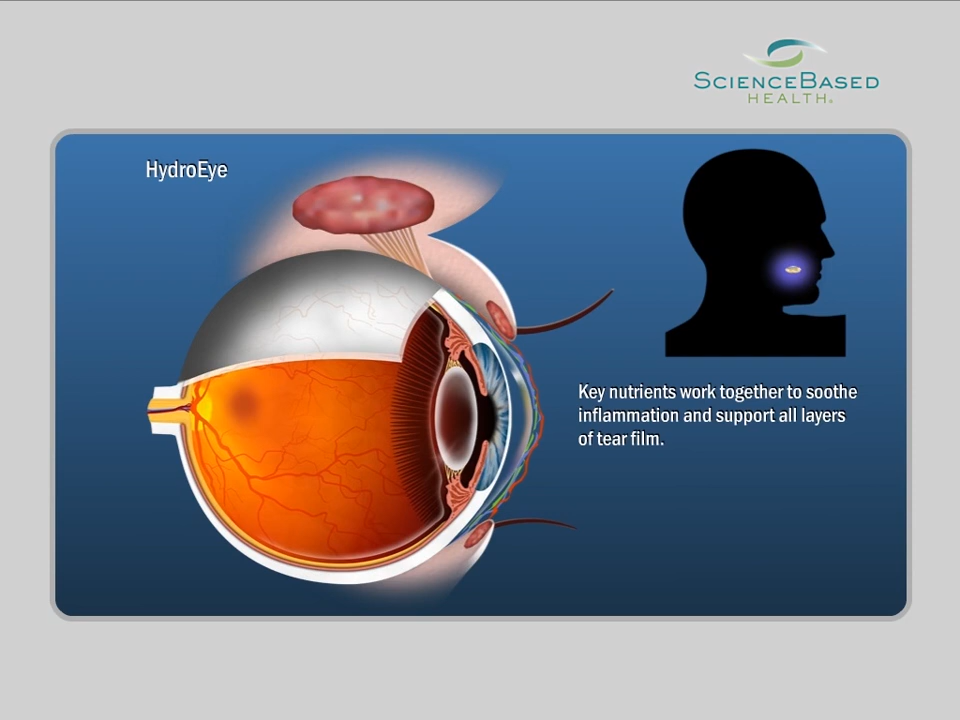 SCIENCEBASED
HEALTH®
HydroEye
Key nutrients work together to soothe
inflammation and support all layers
of tear film.